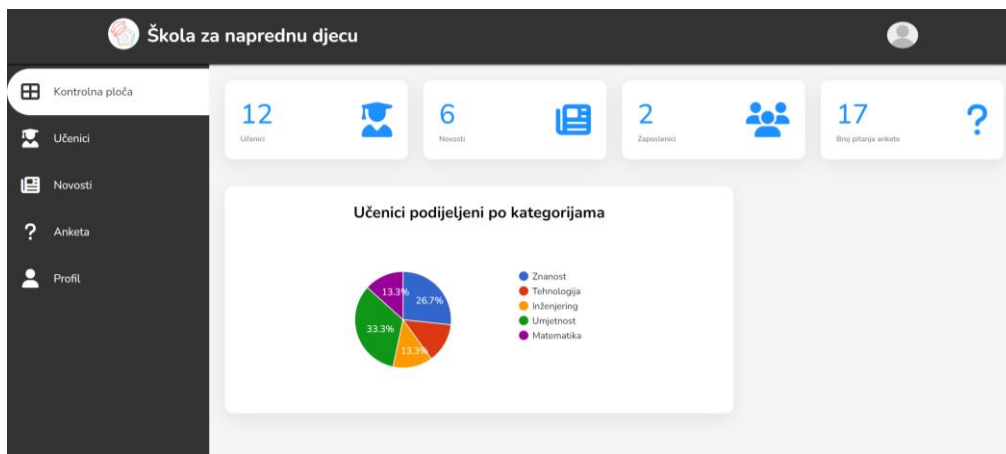 Škola za naprednu djecu
Kontrolna ploča
Učenici
Novosti
Anketa
Profil
12
Učenici
6
Novosti
2
Zaposlenici
17
Broj pitanja ankete
?
Učenici podijeljeni po kategorijama
13.3%
26.7%
33.3%
13.3%
Znanost
Tehnologija
Inženjering
Umjetnost
Matematika